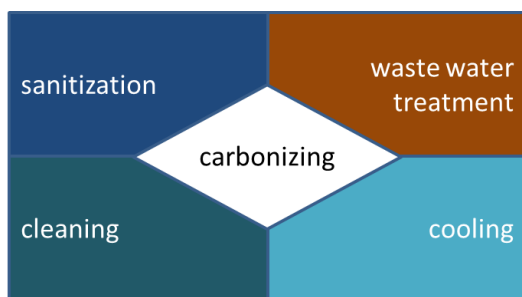 sanitization
waste water
treatment
carbonizing
cleaning
cooling